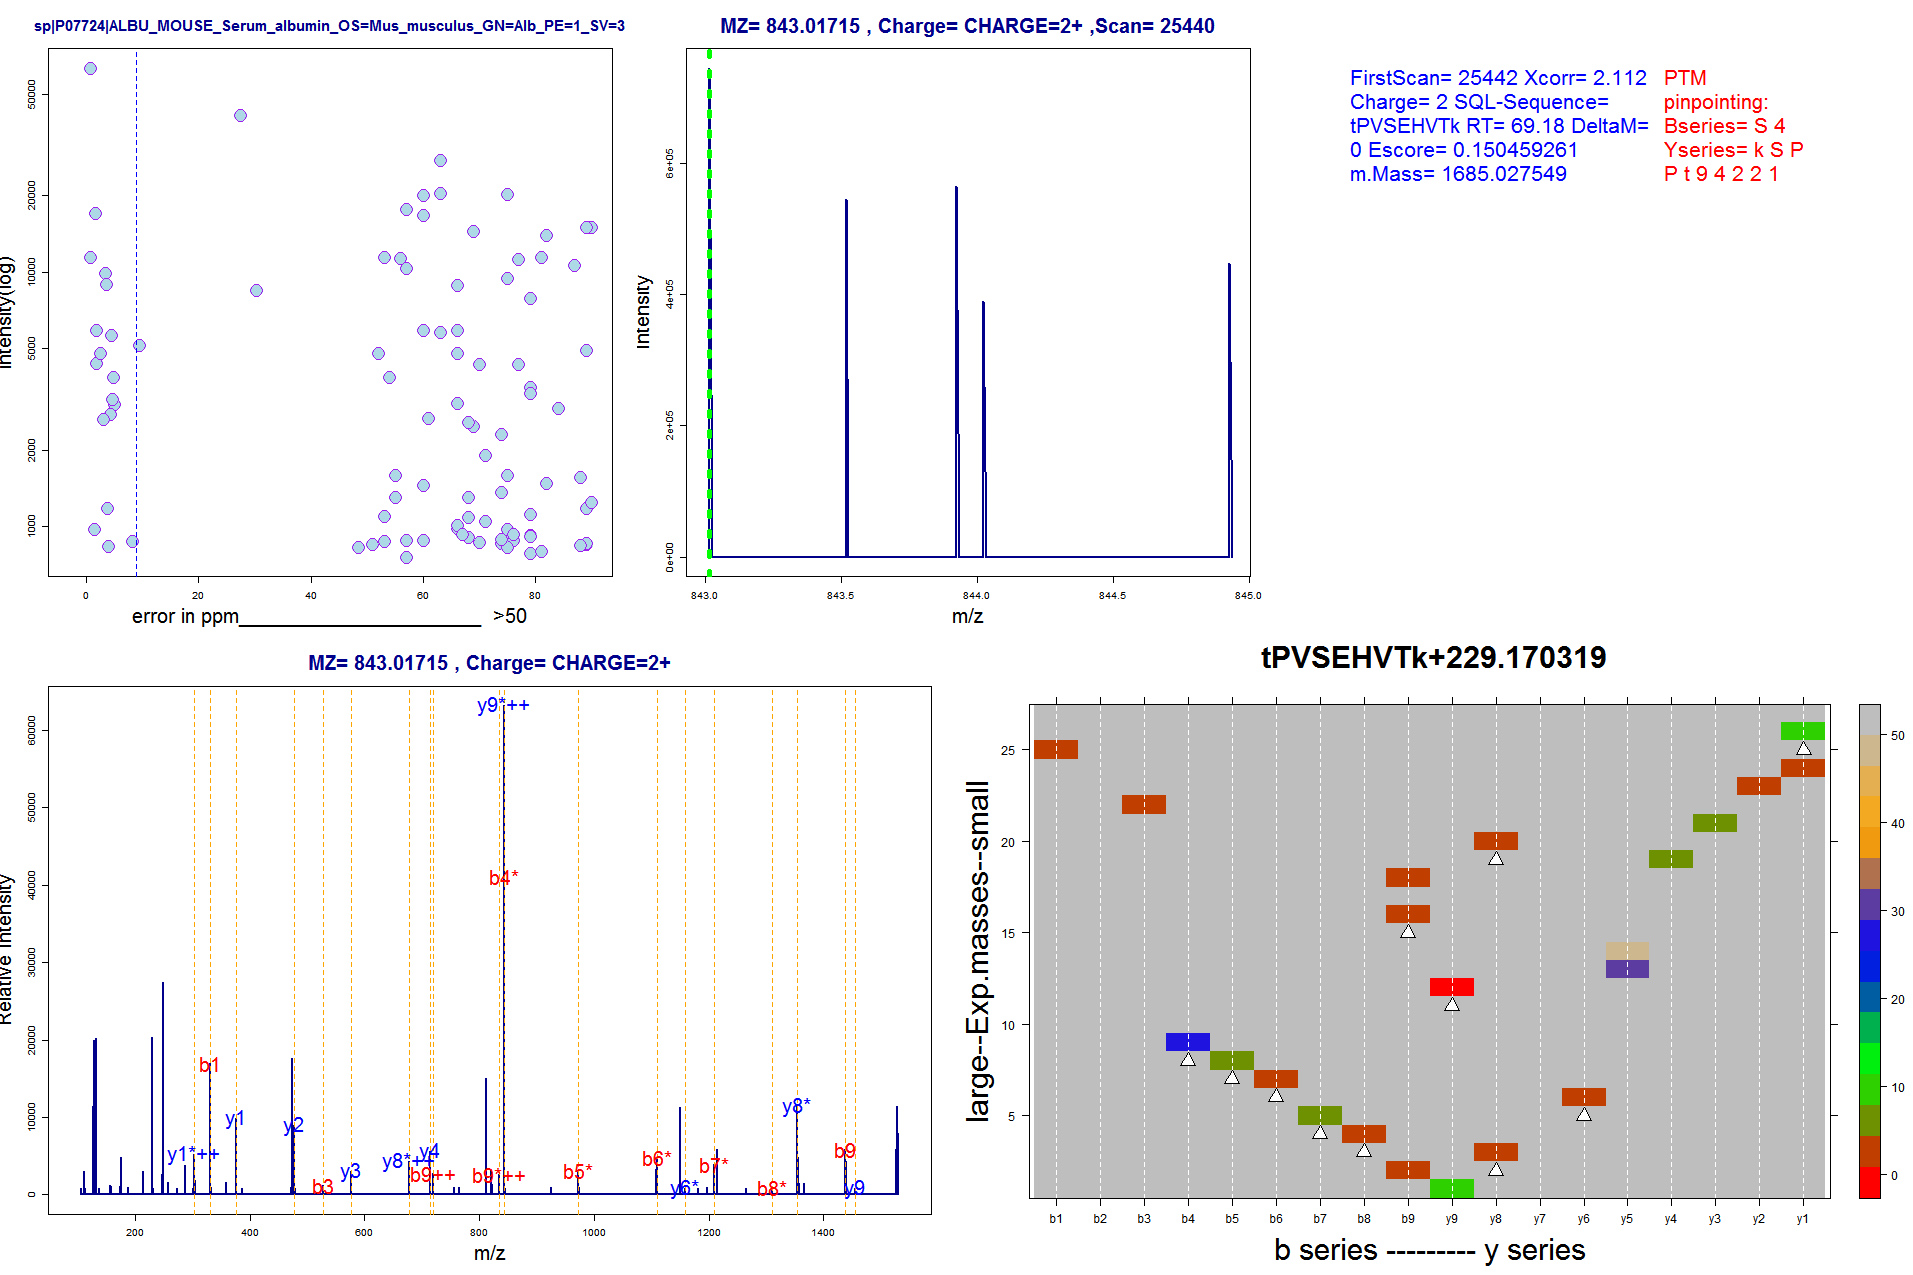 sp|P07724|ALBU_MOUSE_Serum_albumin_OS=Mus_musculus_GN=Alb_PE=1_SV=3
Intensity(log)
50000
20000
10000
5000
2000
1000
0 20 40 60 80
error in ppm______________________ >50
MZ= 843.01715 , Charge= CHARGE=2+ ,Scan= 25440
Intensity
6e+05
4e+05
2e+05
0e+00
843.0 843.5 844.0 844.5 845.0
m/z
FirstScan= 25442 Xcorr= 2.112
Charge= 2 SQL-Sequence=
tPVSEHVTk RT= 69.18 DeltaM=
0 Escore= 0.150459261
m.Mass= 1685.027549
PTM
pinpointing:
Bseries= S 4
Yseries= k S P
P t 9 4 2 2 1
MZ= 843.01715 , Charge= CHARGE=2+
Relative Intensity
60000
50000
40000
30000
20000
10000
0
y9*++
b4*
b1
y1
y2
y1*++
b3
y3
y8*++
y4
b9++
b9*++
b5*
b6*
y6*
b7*
b8*
y8*
b9
y9
200 400 600 800 1000 1200 1400
m/z
tPVSEHVTk+229.170319
large--Exp.masses--small
25
20
15
10
5
b1 b2 b3 b4 b5 b6 b7 b8 b9 y9 y8 y7 y6 y5 y4 y3 y2 y1
b series --------- y series
50
40
30
20
10
0